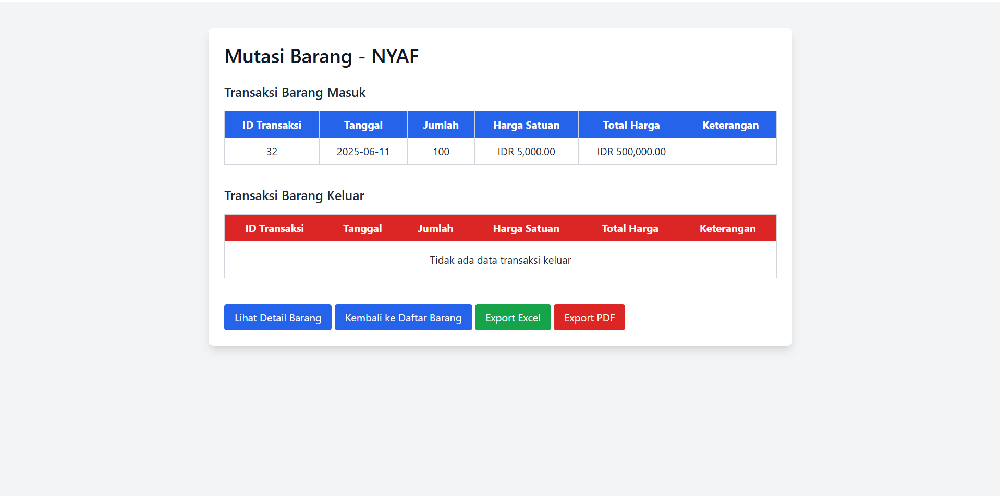 Mutasi Barang - NYAF
Transaksi Barang Masuk
ID Transaksi Tanggal Jumlah Harga Satuan Total Harga Keterangan
32 2025-06-11 100 IDR 5,000.00 IDR 500,000.00
Transaksi Barang Keluar
ID Transaksi Tanggal Jumlah Harga Satuan Total Harga Keterangan
Tidak ada data transaksi keluar
Lihat Detail Barang Kembali ke Daftar Barang Export Excel Export PDF